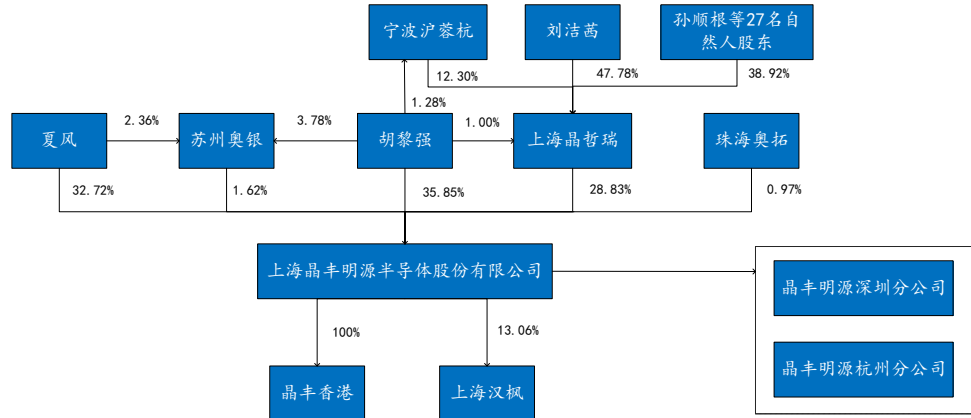 宁波沪蓉杭
刘洁茜
孙顺根等27名自
然人股东
12.30%
47.78%
38.92%
1.28%
夏风
2.36%
苏州奥银
3.78%
胡黎强
1.00%
上海晶哲瑞
珠海奥拓
32.72%
1.62%
35.85%
28.83%
0.97%
上海晶丰明源半导体股份有限公司
晶丰明源深圳分公司
100%
13.06%
晶丰明源杭州分公司
晶丰香港
上海汉枫